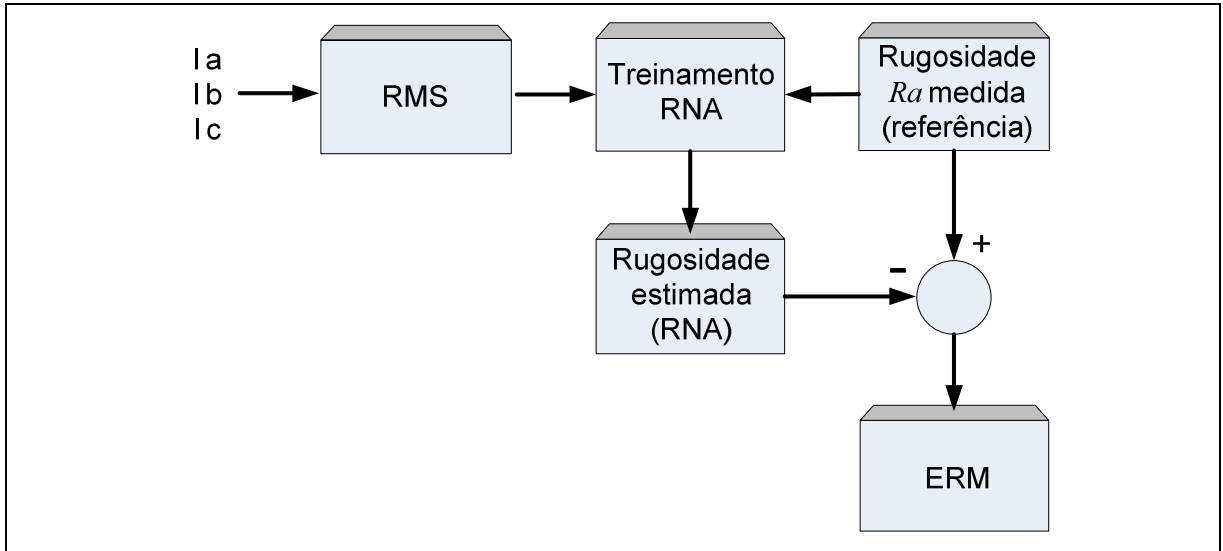 Ia
Ib
Ic
RMS
Treinamento
RNA
Rugosidade
Ra medida
(referência)
Rugosidade
estimada
(RNA)
-
+
ERM